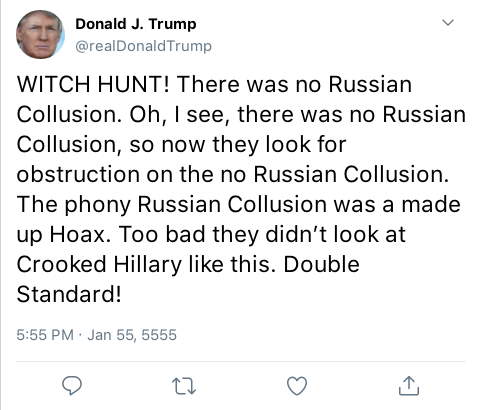 Donald J. Trump
@realDonaldTrump
WITCH HUNT! There was no Russian
Collusion. Oh, I see, there was no Russian
Collusion, so now they look for
obstruction on the no Russian Collusion.
The phony Russian Collusion was a made
up Hoax. Too bad they didn’t look at
Crooked Hillary like this. Double
Standard!
5:55 PM · Jan 55, 5555